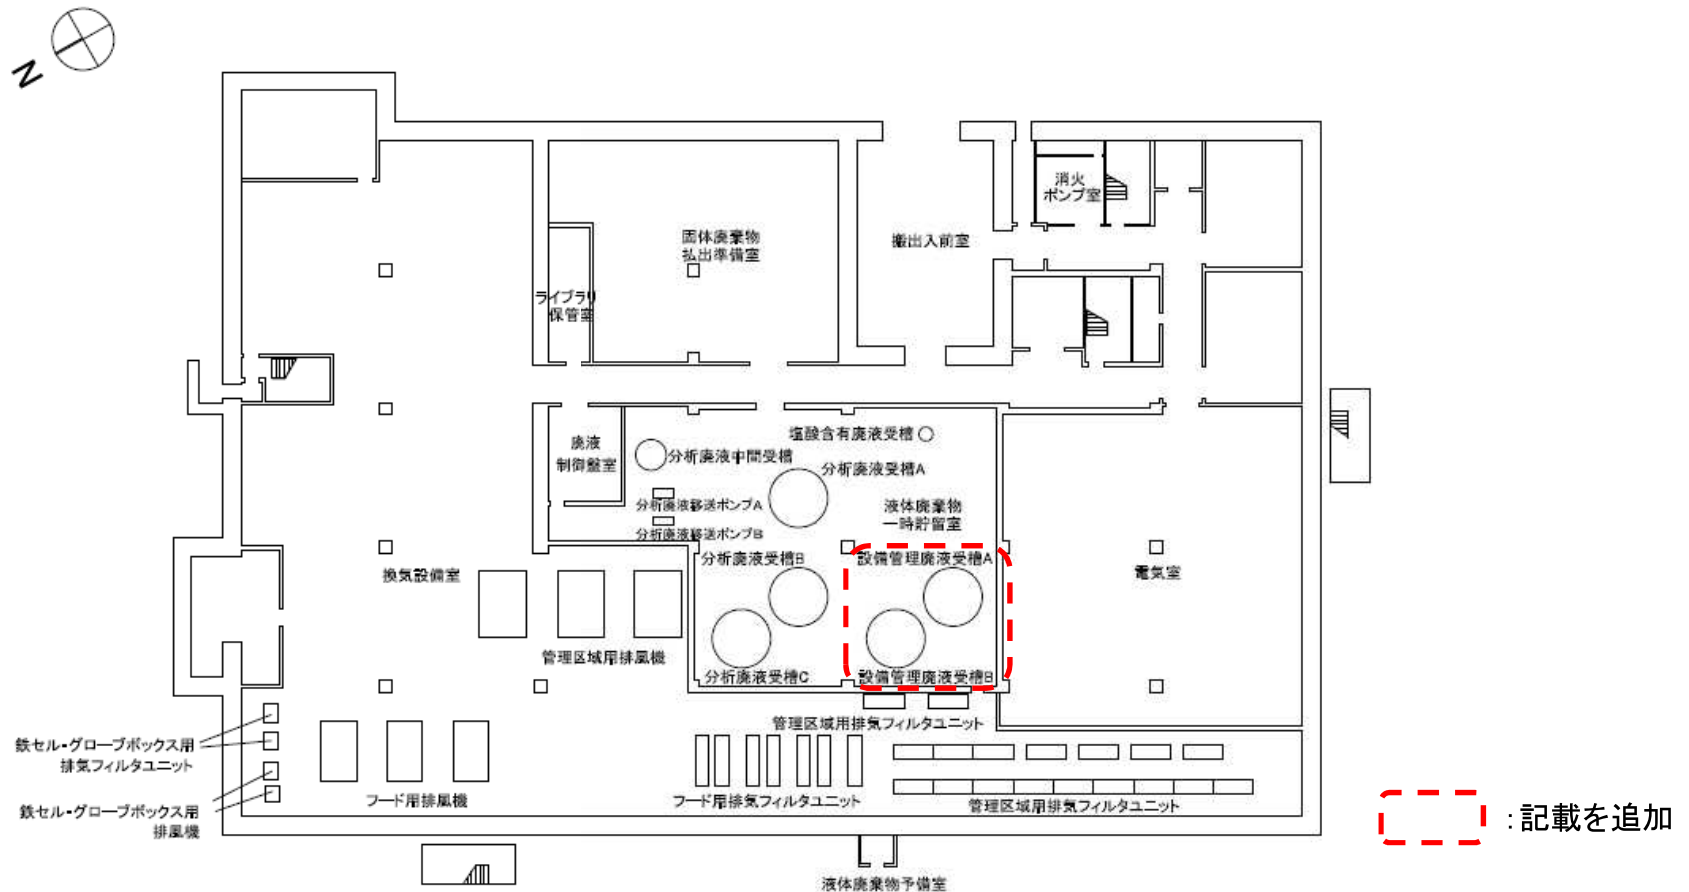 N
消火
ポンプ室
固体廃棄物
払出準備室
搬出入前室
ライブラリ
保管室
塩酸含有廃液受槽
廃液
制御盤室
分析廃液中間受槽
分析廃液受槽A
分析廃液移送ポンプA
液体廃棄物
一時貯留室
分析廃液移送ポンプB
分析廃液受槽B
設備管理廃液受槽A
換気設備室
電気室
管理区域用排風機
分析廃液受槽C
設備管理廃液受槽B
管理区域用排気フィルタユニット
鉄セル・グローブボックス用
排気フィルタユニット
フード用排風機
フード用排気フィルタユニット
管理区域用排気フィルタユニット
鉄セル・グローブボックス用
排風機
:記載を追加
液体廃棄物予備室